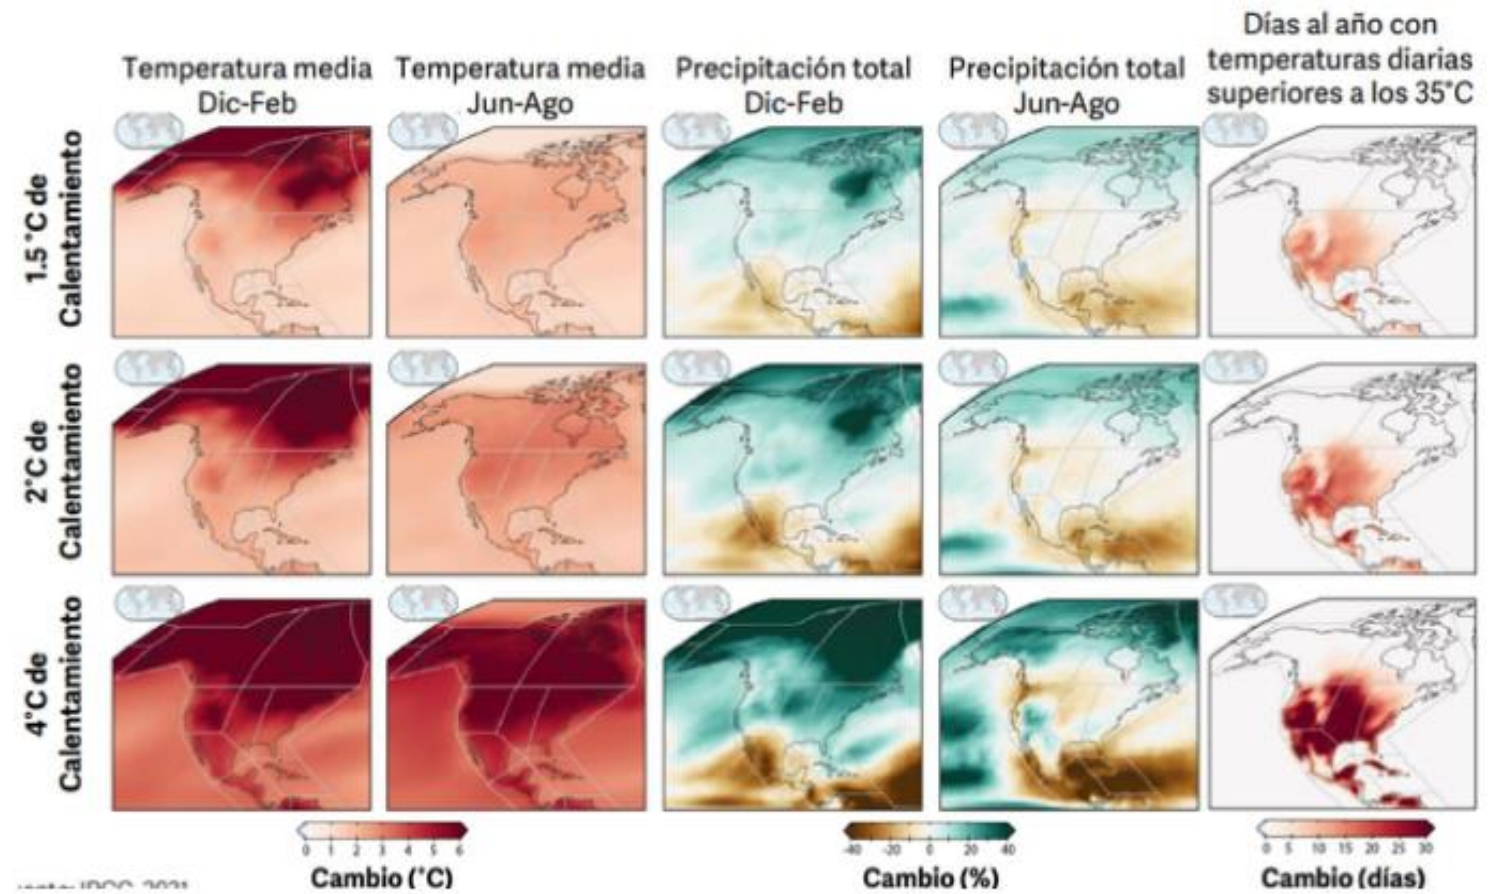 Temperatura media
Dic-Feb
Temperatura media
Jun-Ago
Precipitación total
Dic-Feb
Precipitación total
Jun-Ago
Días al año con
temperaturas diarias
superiores a los 35°C
1.5 °C de
Calentamiento
2°C de
Calentamiento
4°C de
Calentamiento
0 1 2 3 4 5 6
Cambio (°C)
-40 -20 0 20 40
Cambio (%)
0 5 10 15 20 25 30
Cambio (días)
IPCC, 2021